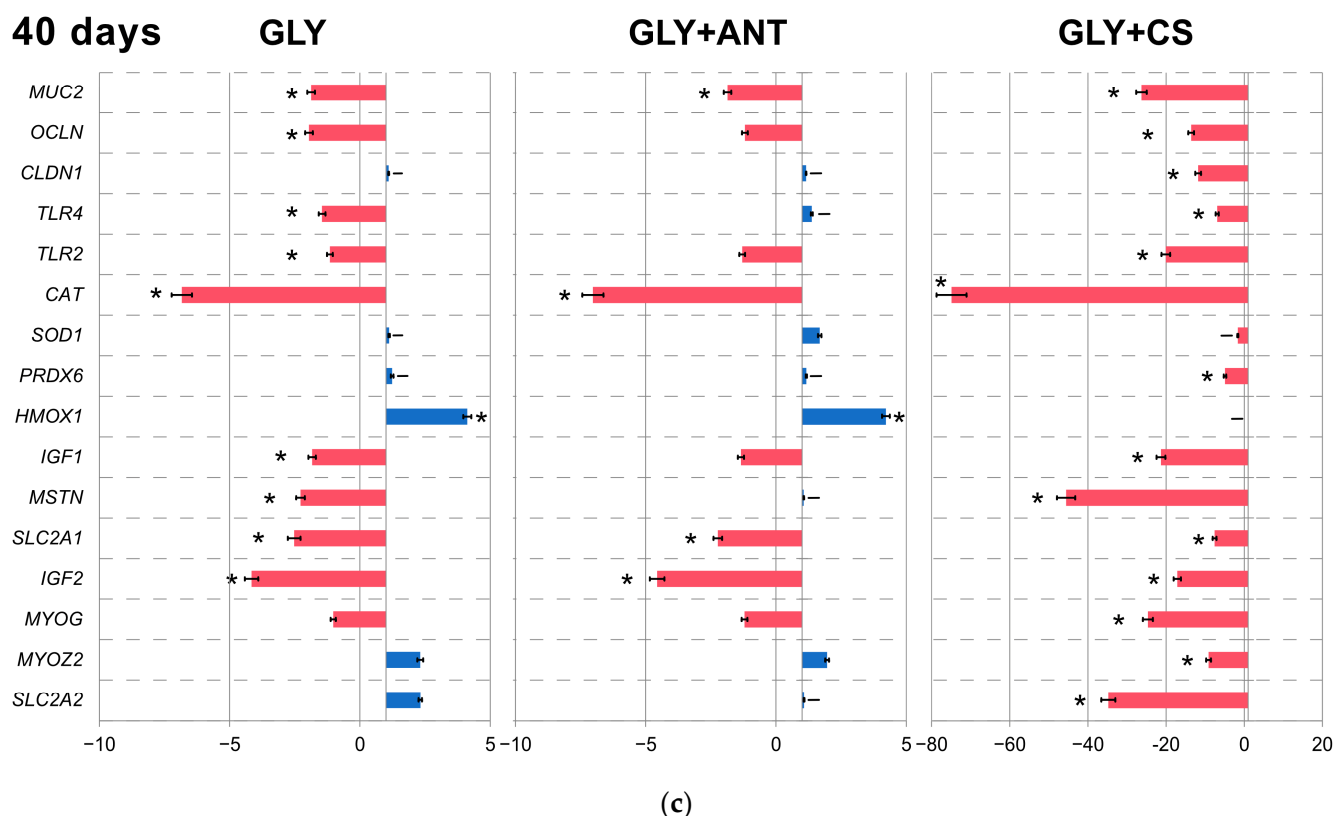 40 days GLY GLY+ANT GLY+CS
MUC2 * * *
OCLN * *
CLDN1 – – *
TLR4 * – *
TLR2 * *
CAT * * *
SOD1 – –
PRDX6 – – *
HMOX1 * * –
IGF1 * *
MSTN * – *
SLC2A1 * * *
IGF2 * * *
MYOG *
MYOZ2 *
SLC2A2 – *
−10 −5 0 5 −10 −5 0 5 −80 −60 −40 −20 0 20
(c)